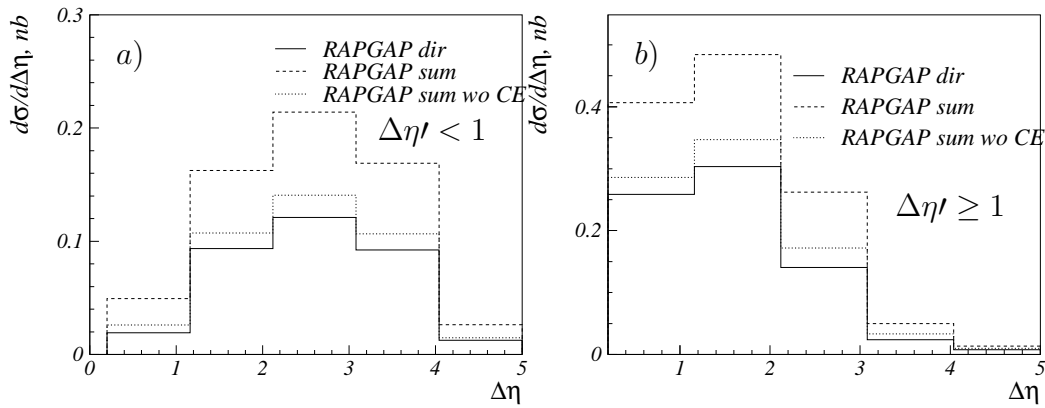 dσ/dΔη, nb
0.3
0.2
0.1
0
a)
RAPGAP dir
RAPGAP sum
RAPGAP sum wo CE
Δη′ < 1
0 1 2 3 4 5
Δη
dσ/dΔη, nb
0.4
0.2
0
b)
RAPGAP dir
RAPGAP sum
RAPGAP sum wo CE
Δη′ ≥ 1
1 2 3 4 5
Δη